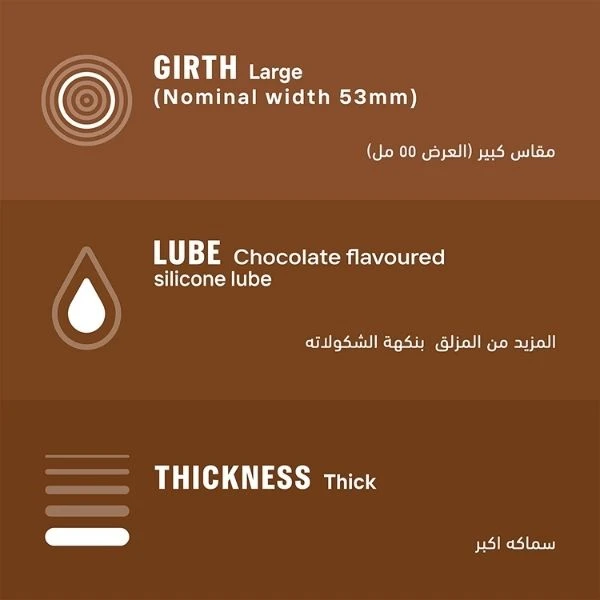 GIRTH Large
(Nominal width 53mm)
مقاس كبير (العرض ٥٥ مل)
LUBE Chocolate flavoured
silicone lube
المزيد من المزلق بنكهة الشكولاته
THICKNESS Thick
سماكه اكبر